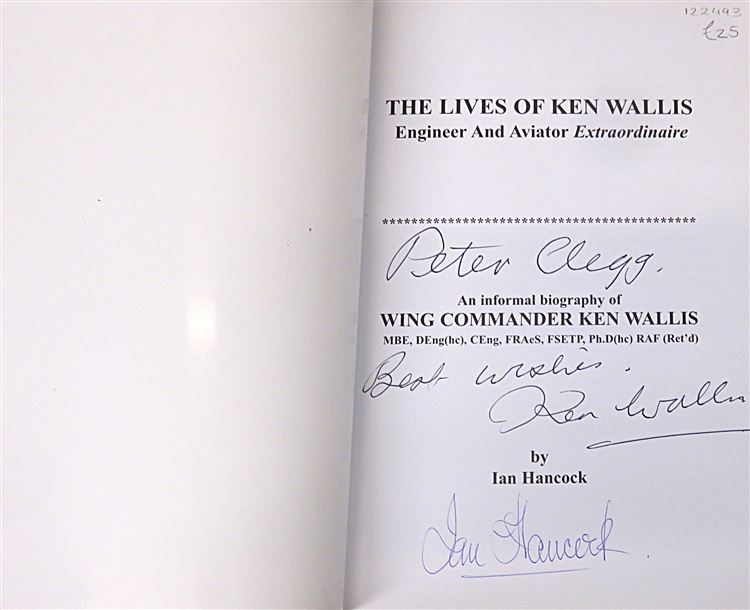 122493
£25
THE LIVES OF KEN WALLIS
Engineer And Aviator Extraordinaire
*******************************************
Peter Clegg.
An informal biography of
WING COMMANDER KEN WALLIS
MBE, DEng(hc), CEng, FRAeS, FSETP, Ph.D(hc) RAF (Ret'd)
Best wishes.
Ken Wallis
by
Ian Hancock
Ian Hancock.